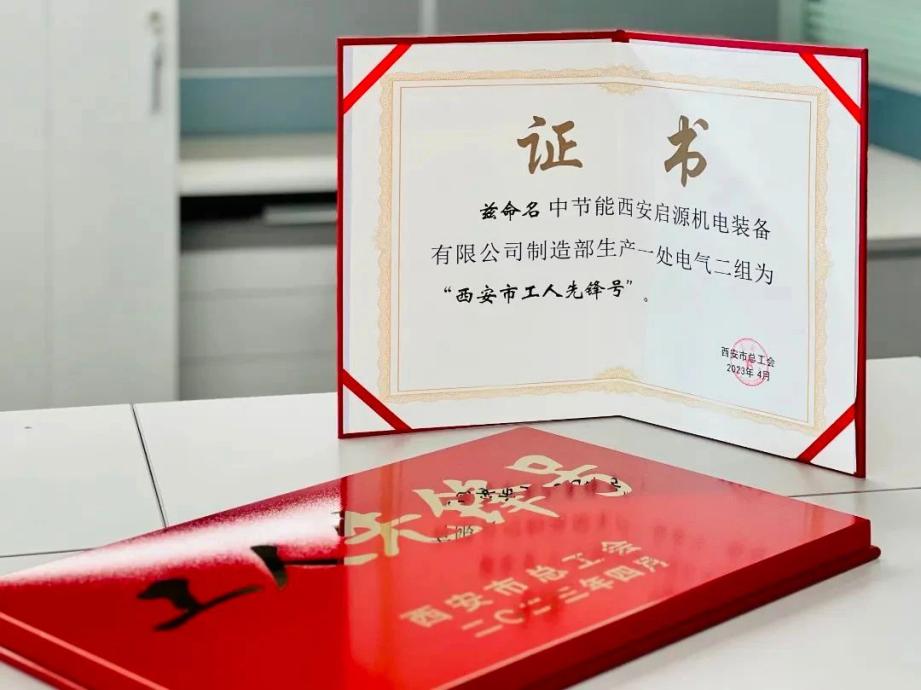 证 书
兹命名中节能西安启源机电装备
有限公司制造部生产一处电气二组为
“西安市工人先锋号”。
西安市总工会
2023年4月
工人先锋号
西安市总工会
二〇二三年四月